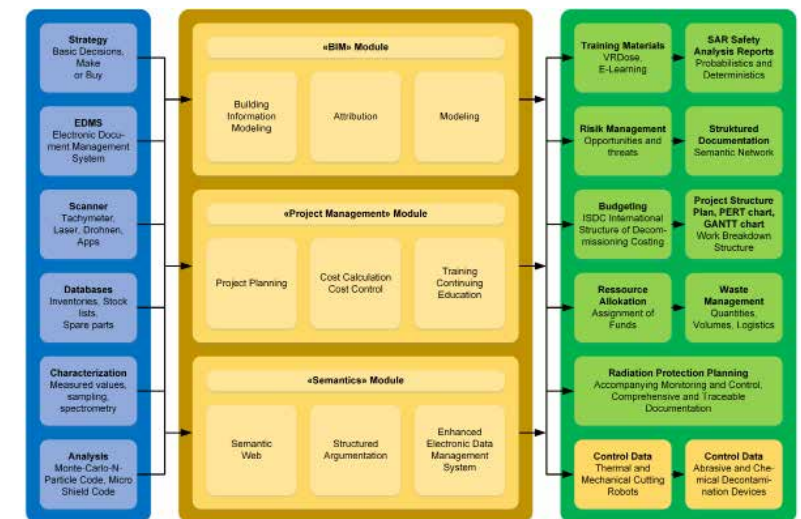 Strategy
Basic Decisions,
Make
or Buy
EDMS
Electronic Docu-
ment Management
System
Scanner
Tachymeter,
Laser, Drohnen,
Apps
Databases
Inventories, Stock
lists,
Spare parts
Characterization
Measured values,
sampling,
spectrometry
Analysis
Monte-Carlo-N-
Particle Code, Micro
Shield Code
«BIM» Module
Building
Information
Modeling
Attribution
Modeling
«Project Management» Module
Project Planning
Cost Calculation
Cost Control
Training
Continuing
Education
«Semantics» Module
Semantic
Web
Structured
Argumentation
Enhanced
Electronic Data
Management
System
Training Materials
VRDose,
E-Learning
SAR Safety
Analysis Reports
Probabilistics and
Deterministics
Risik Management
Opportunities and
threats
Struktured
Documentation
Semantic Network
Budgeting
ISDC International
Structure of Decom-
missioning Costing
Project Structure
Plan, PERT chart,
GANTT chart
Work Breakdown
Structure
Ressource
Allokation
Assignment of
Funds
Waste
Management
Quantities,
Volumes, Logistics
Radiation Protection Planning
Accompanying Monitoring and Control,
Comprehensive and Traceable
Documentation
Control Data
Thermal and
Mechanical Cutting
Robots
Control Data
Abrasive and Che-
mical Decontami-
nation Devices